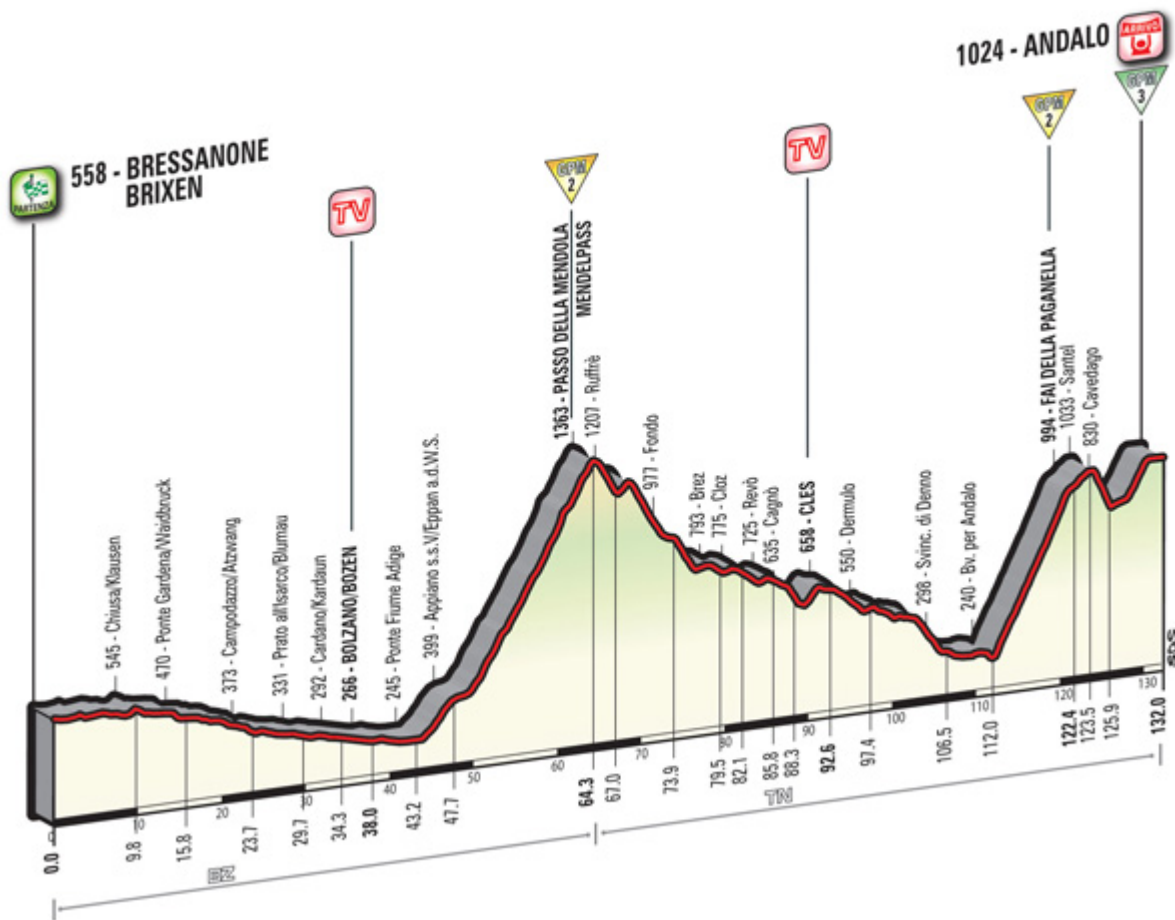 1024 - ANDALO
ARRIVO
GPM
3
GPM
2
TV
558 - BRESSANONE
BRIXEN
PARTENZA
TV
GPM
2
545 - Chiusa/Klausen
470 - Ponte Gardena/Waidbruck
373 - Campodazzo/Atzwang
331 - Prato all'Isarco/Blumau
292 - Cardano/Kardaun
266 - BOLZANO/BOZEN
245 - Ponte Fiume Adige
399 - Appiano s.s.V/Eppan a.d.W.S.
1363 - PASSO DELLA MENDOLA
MENDELPASS
1207 - Ruffrè
977 - Fondo
793 - Brez
775 - Cloz
725 - Revò
635 - Cagnò
658 - CLES
550 - Dermulo
298 - Svinc. di Denno
240 - Bv. per Andalo
994 - FAI DELLA PAGANELLA
1033 - Santel
830 - Cavedago
SDS
0
10
20
30
40
50
60
70
80
90
100
110
120
130
0.0
9.8
15.8
23.7
29.7
34.3
38.0
43.2
47.7
64.3
67.0
73.9
79.5
82.1
85.8
88.3
92.6
97.4
106.5
112.0
122.4
123.5
125.9
132.0
BZ
TN